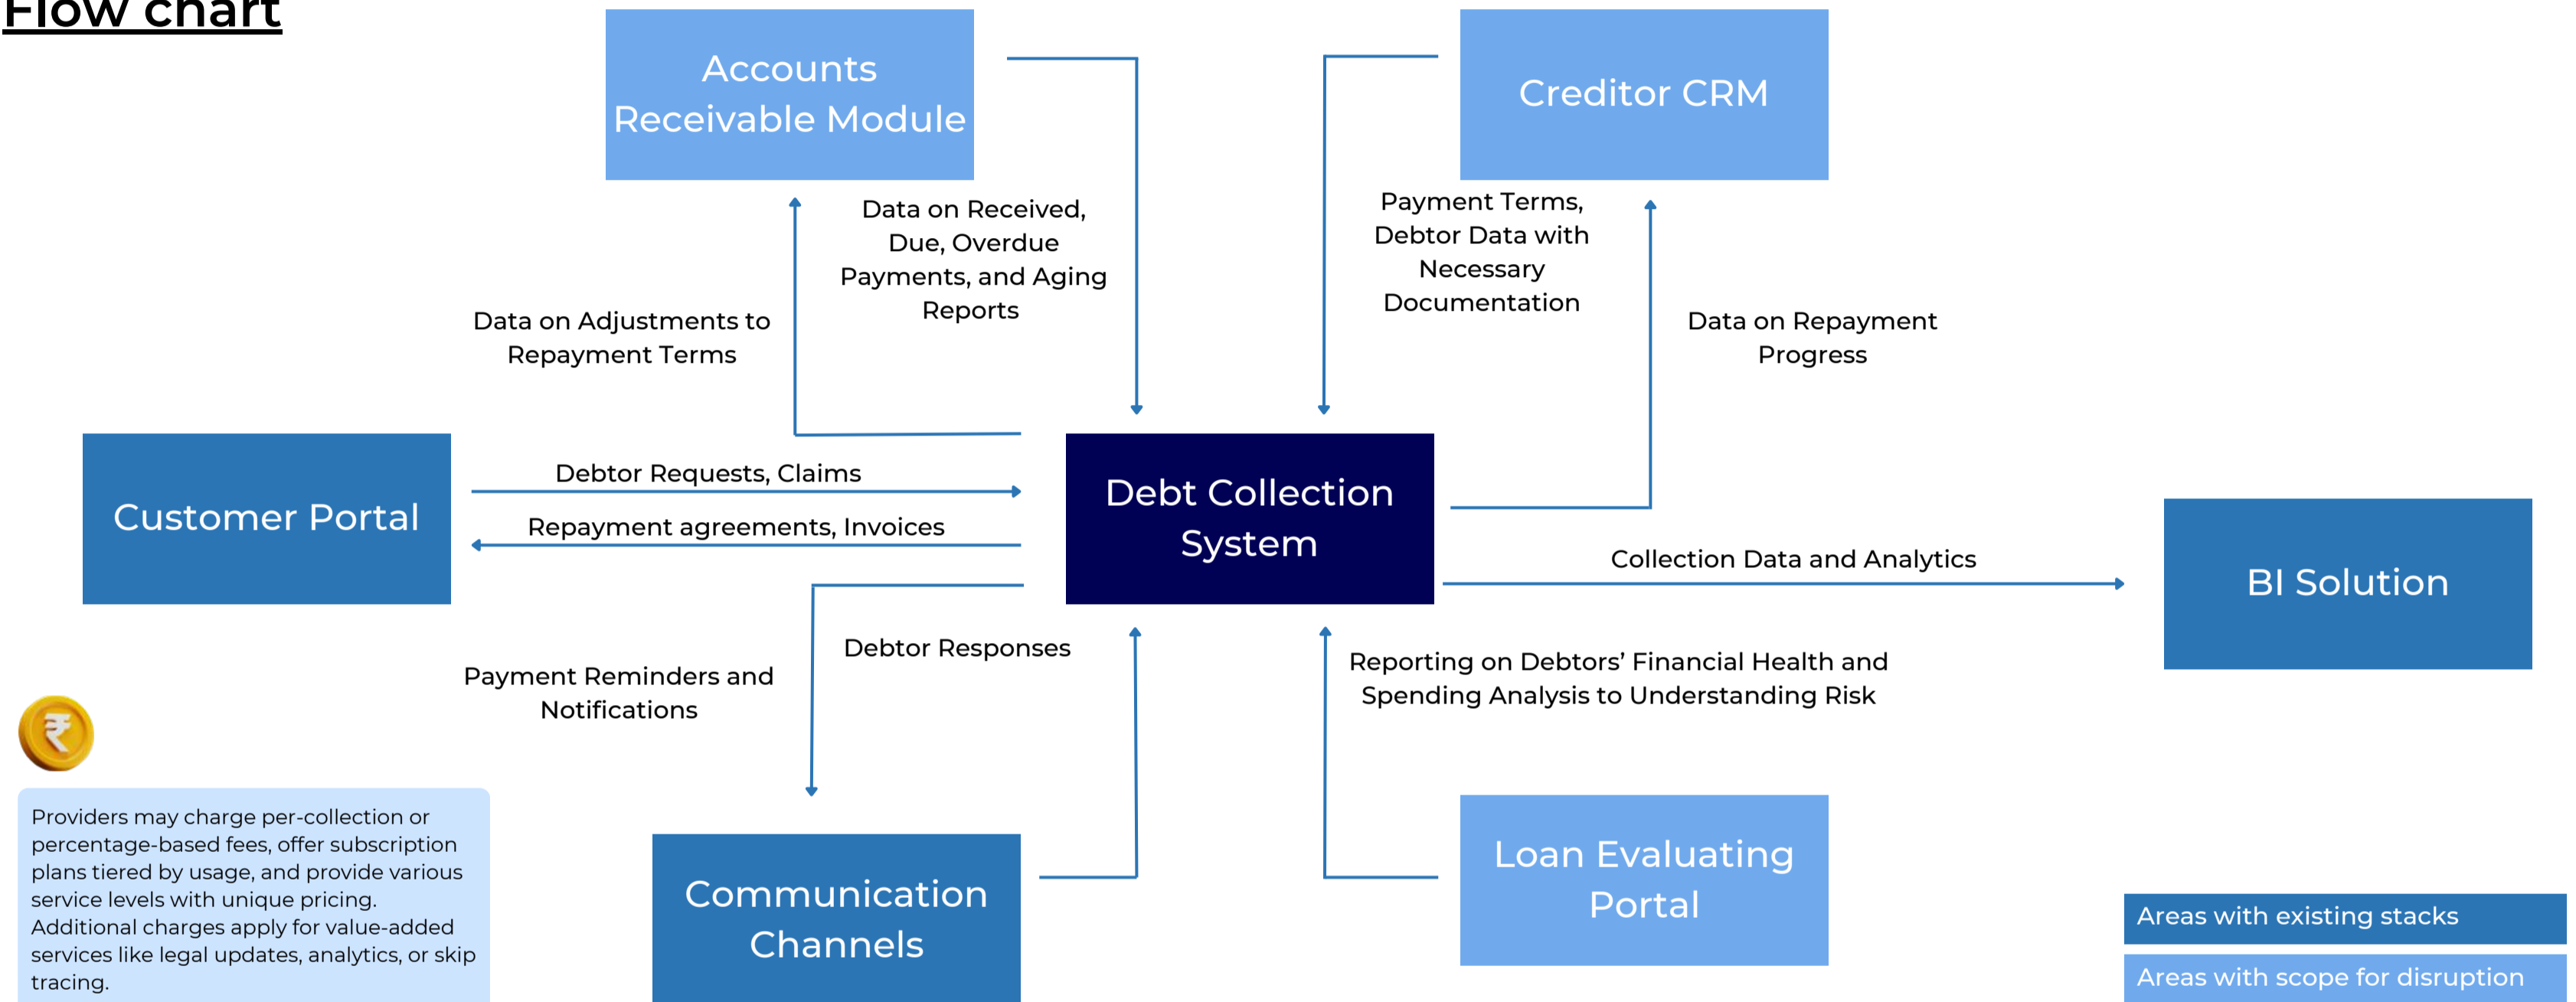 Flow chart
Accounts
Receivable Module
Creditor CRM
Data on Received,
Due, Overdue
Payments, and Aging
Reports
Payment Terms,
Debtor Data with
Necessary
Documentation
Data on Adjustments to
Repayment Terms
Data on Repayment
Progress
Customer Portal
Debtor Requests, Claims
Repayment agreements, Invoices
Debt Collection
System
Collection Data and Analytics
BI Solution
Payment Reminders and
Notifications
Debtor Responses
Reporting on Debtors’ Financial Health and
Spending Analysis to Understanding Risk
₹
Providers may charge per-collection or
percentage-based fees, offer subscription
plans tiered by usage, and provide various
service levels with unique pricing.
Additional charges apply for value-added
services like legal updates, analytics, or skip
tracing.
Communication
Channels
Loan Evaluating
Portal
Areas with existing stacks
Areas with scope for disruption